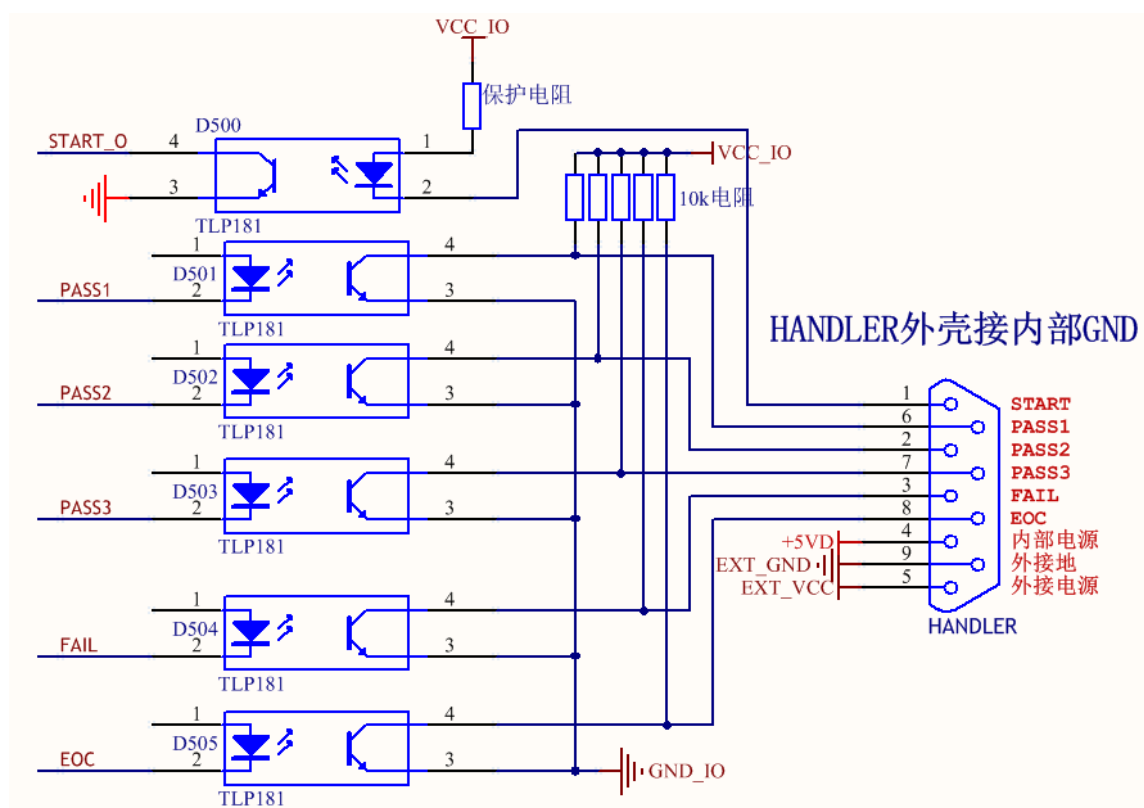 VCC_IO
保护电阻
D500
START_O
4
1
3
2
TLP181
VCC_IO
10k电阻
1
4
D501
PASS1
2
3
TLP181
HANDLER外壳接内部GND
1
4
D502
PASS2
2
3
TLP181
1
4
D503
PASS3
2
3
TLP181
1
START
6
PASS1
2
PASS2
7
PASS3
3
FAIL
8
EOC
+5VD
4
内部电源
EXT_GND
9
外接地
EXT_VCC
5
外接电源
HANDLER
1
4
D504
FAIL
2
3
TLP181
1
4
D505
EOC
2
3
GND_IO
TLP181